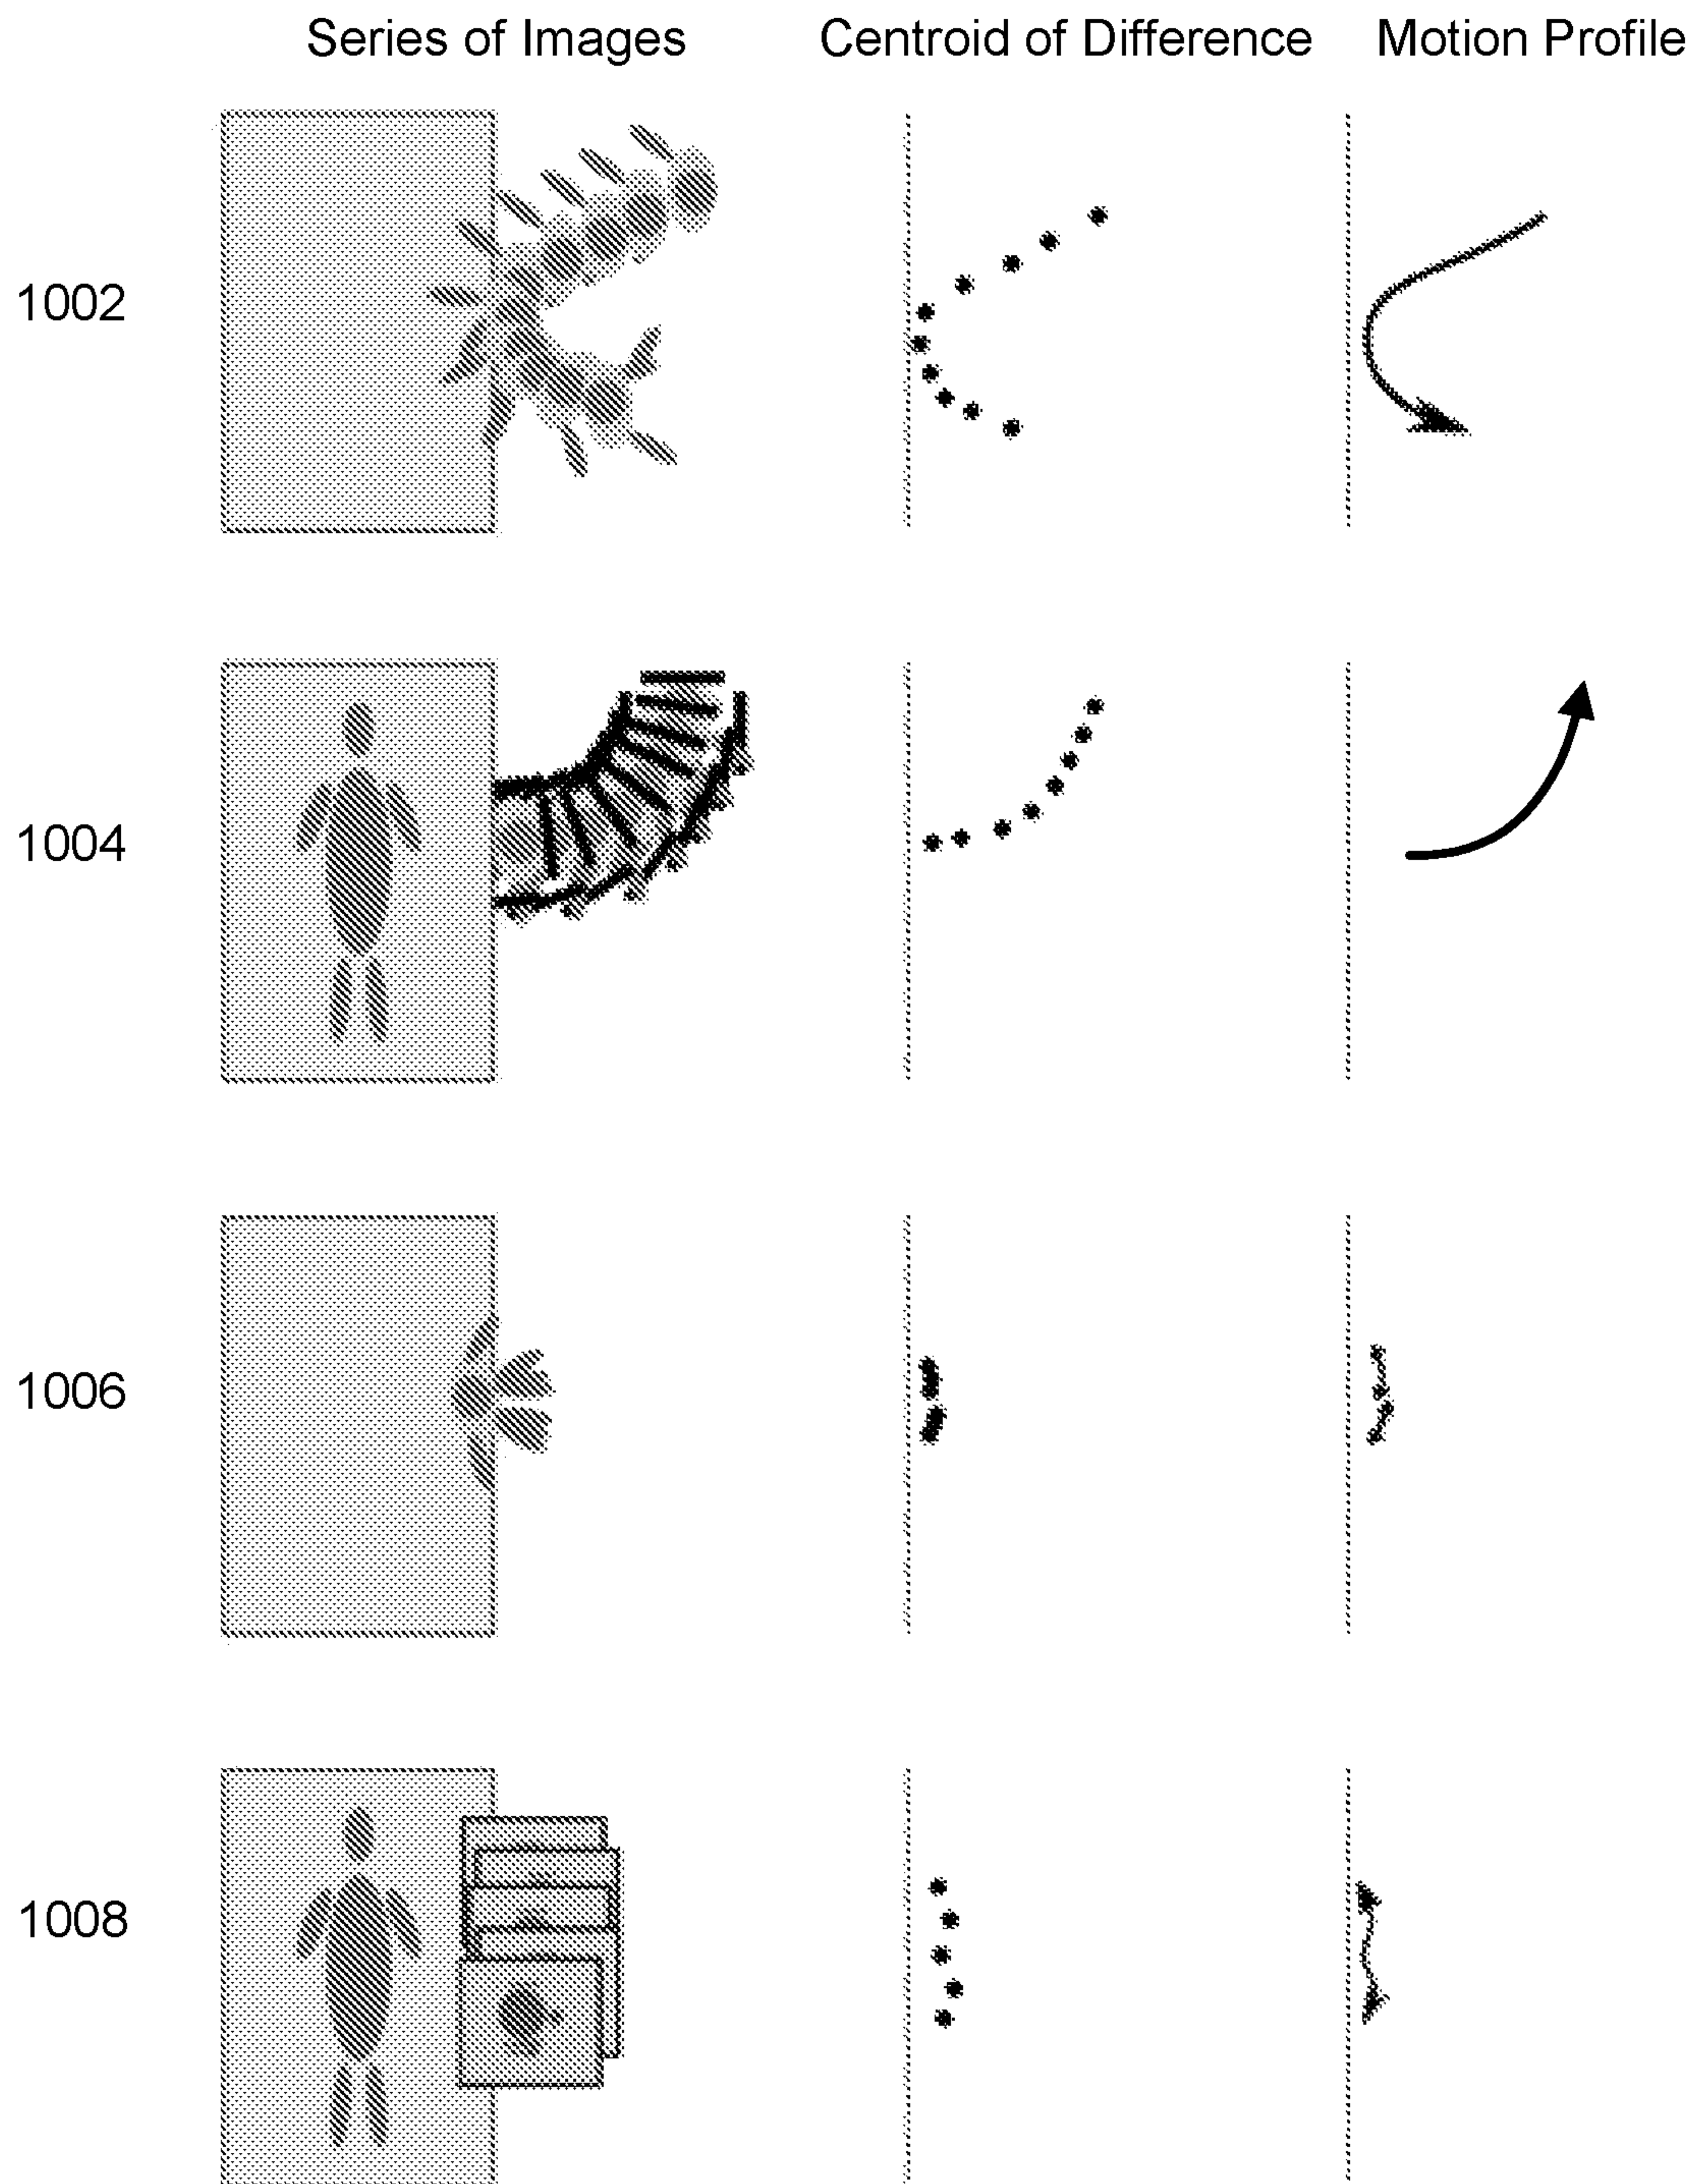 Series of Images Centroid of Difference Motion Profile
1002
1004
1006
1008